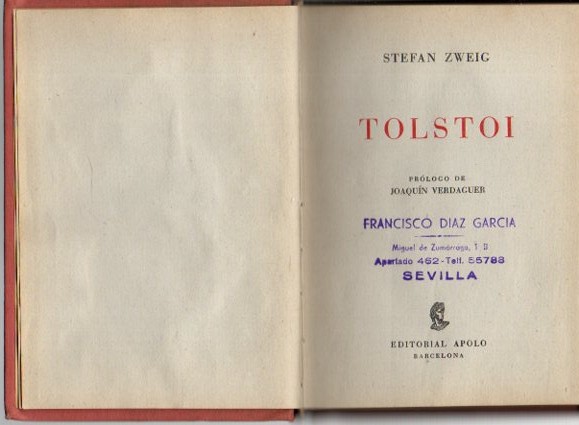 STEFAN ZWEIG
TOLSTOI
PRÓLOGO DE
JOAQUÍN VERDAGUER
FRANCISCO DIAZ GARCIA
Miguel de Zumárraga, 1 D
Apartado 462 - Telf. 55783
SEVILLA
EDITORIAL APOLO
BARCELONA